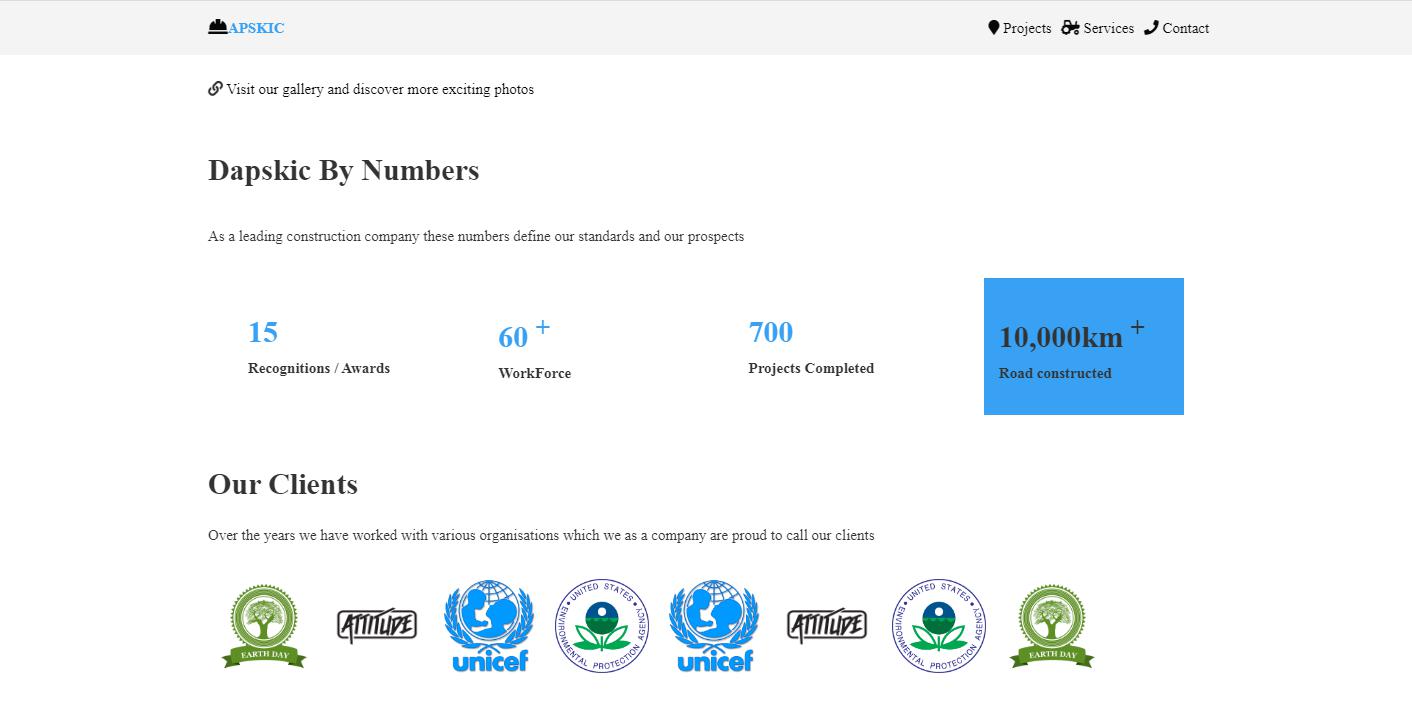 APSKIC
Projects Services Contact
Visit our gallery and discover more exciting photos
Dapskic By Numbers
As a leading construction company these numbers define our standards and our prospects
15
Recognitions / Awards
60 +
WorkForce
700
Projects Completed
10,000km +
Road constructed
Our Clients
Over the years we have worked with various organisations which we as a company are proud to call our clients
EARTH DAY
ATTITUDE
unicef
UNITED STATES ENVIRONMENTAL PROTECTION AGENCY
unicef
ATTITUDE
UNITED STATES ENVIRONMENTAL PROTECTION AGENCY
EARTH DAY